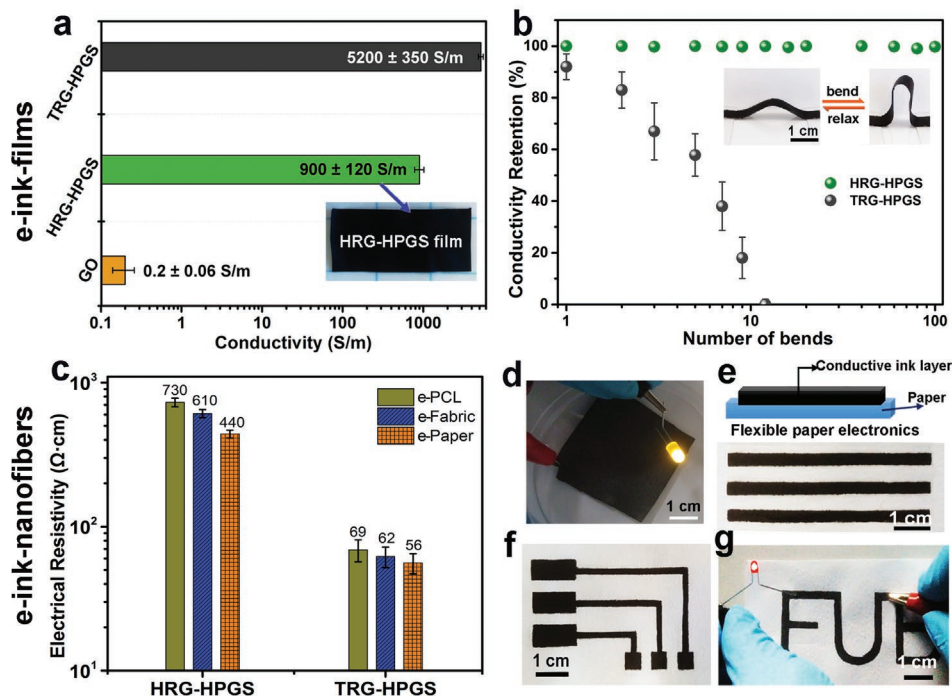 e-ink-films
a
TRG-HPGS
HRG-HPGS
GO
5200 ± 350 S/m
900 ± 120 S/m
HRG-HPGS film
0.2 ± 0.06 S/m
0.1 1 10 100 1000
Conductivity (S/m)
b
Conductivity Retention (%)
100
80
60
40
20
0
bend
relax
1 cm
HRG-HPGS
TRG-HPGS
1 10 100
Number of bends
e-ink-nanofibers
c
Electrical Resistivity (Ω·cm)
10³
10²
10¹
730
610
440
69
62
56
e-PCL
e-Fabric
e-Paper
HRG-HPGS TRG-HPGS
d
1 cm
e
Conductive ink layer
Paper
Flexible paper electronics
1 cm
f
1 cm
g
FU
1 cm